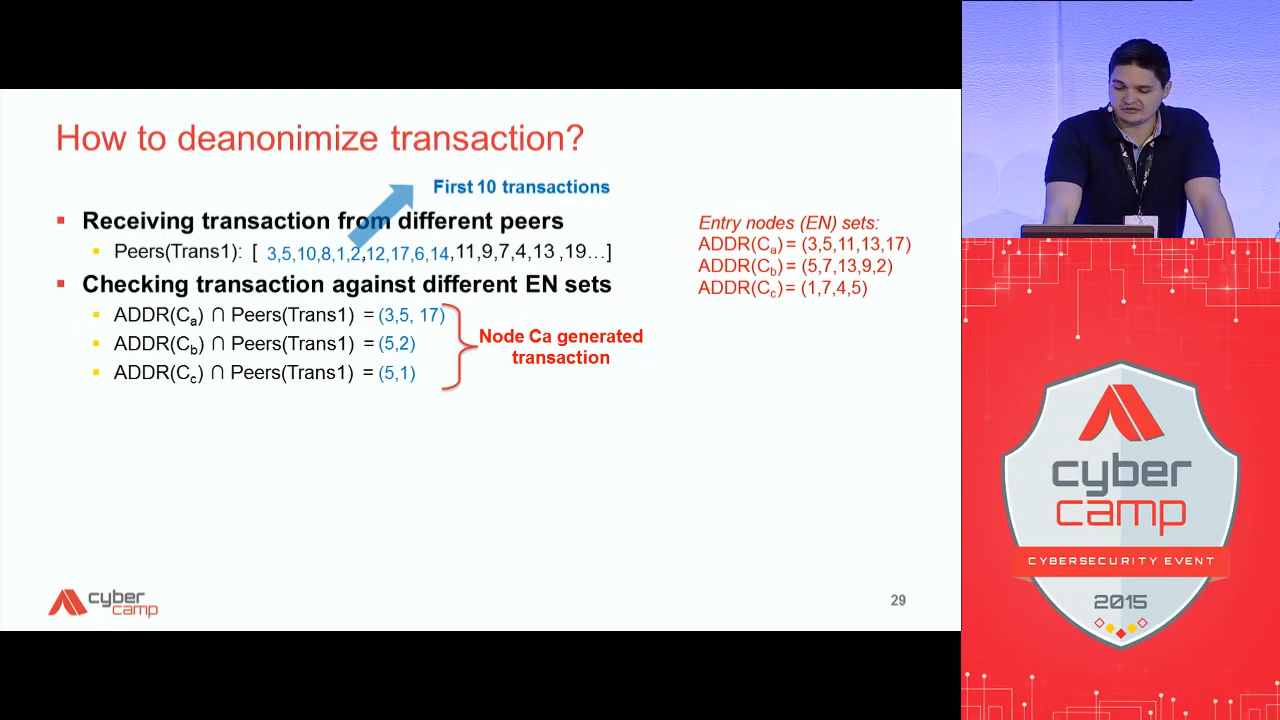 How to deanonimize transaction?
First 10 transactions
Receiving transaction from different peers
Peers(Trans1): [ 3,5,10,8,1,2,12,17,6,14,11,9,7,4,13 ,19...]
Checking transaction against different EN sets
ADDR(Ca) ∩ Peers(Trans1) = (3,5, 17)
ADDR(Cb) ∩ Peers(Trans1) = (5,2)
ADDR(Cc) ∩ Peers(Trans1) = (5,1)
Node Ca generated
transaction
Entry nodes (EN) sets:
ADDR(Ca) = (3,5,11,13,17)
ADDR(Cb) = (5,7,13,9,2)
ADDR(Cc) = (1,7,4,5)
cyber
camp
29
cyber
camp
CYBERSECURITY EVENT
2015